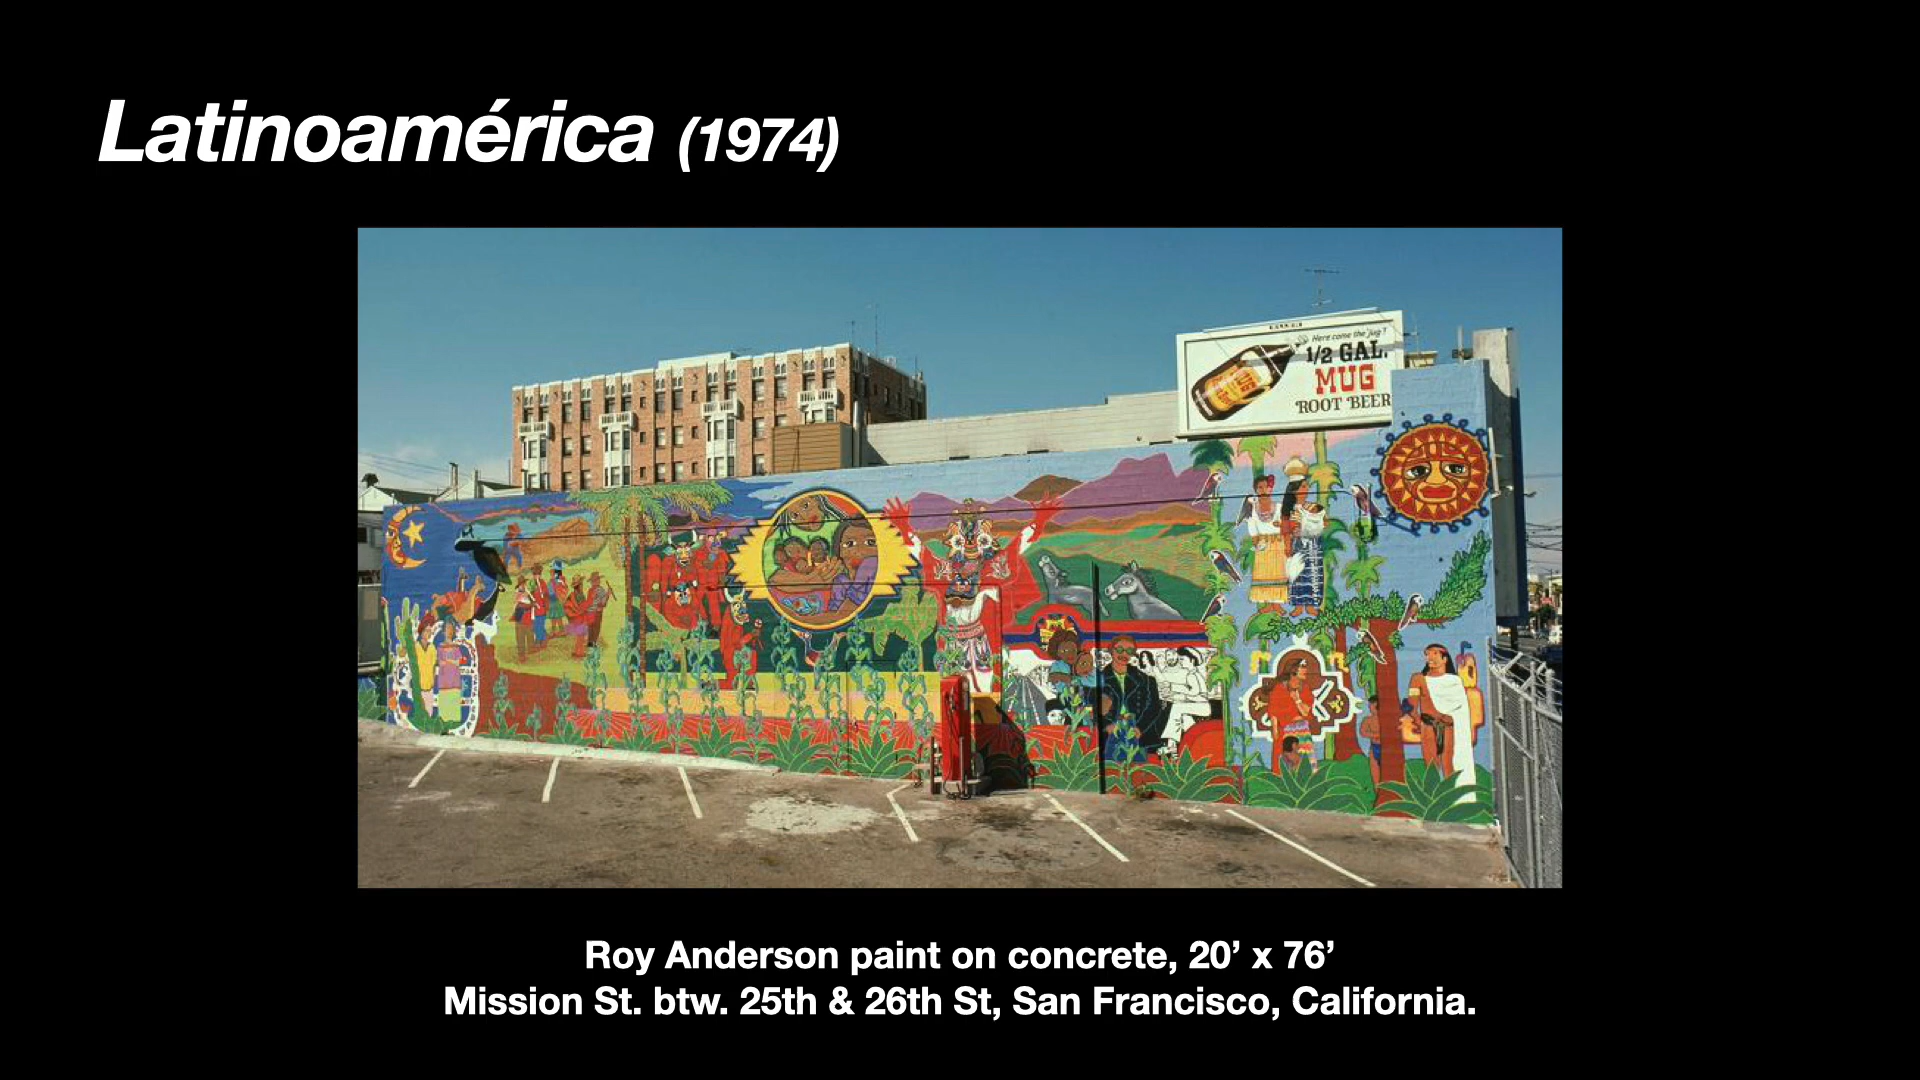 Latinoamérica (1974)
Here come the jug!
1/2 GAL.
MUG
ROOT BEER
Roy Anderson paint on concrete, 20’ x 76’
Mission St. btw. 25th & 26th St, San Francisco, California.